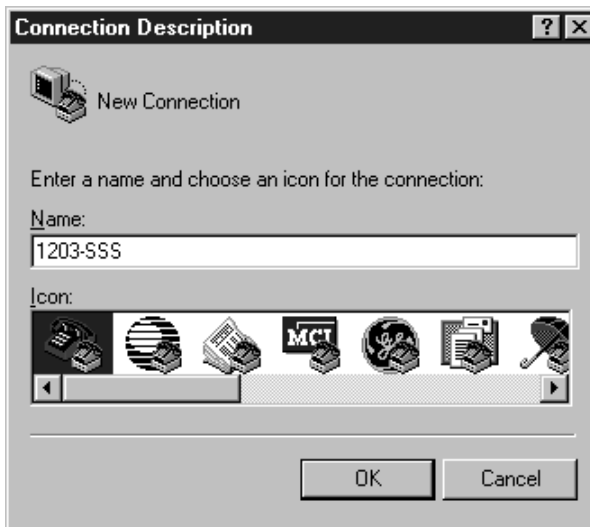 Connection Description
New Connection
Enter a name and choose an icon for the connection:
Name:
1203-SSS
Icon:
MCI
OK
Cancel